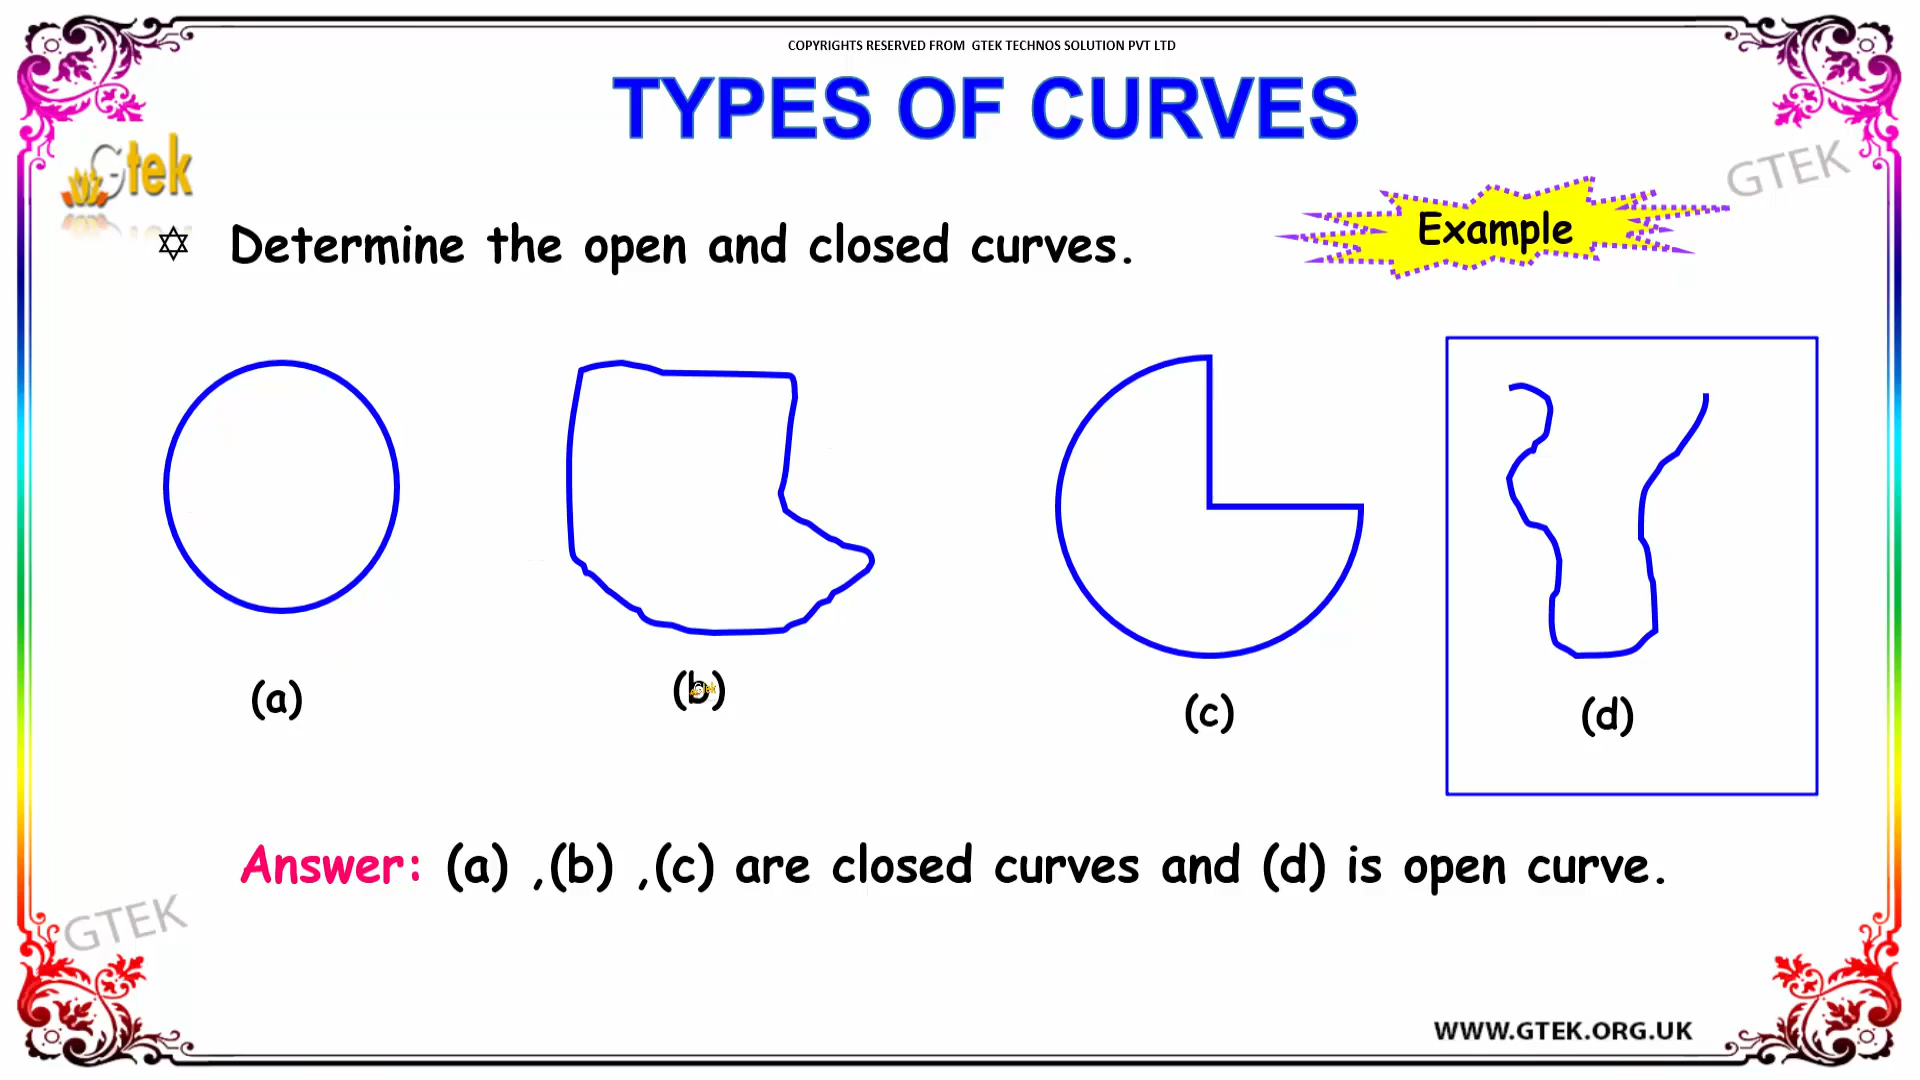 COPYRIGHTS RESERVED FROM GTEK TECHNOS SOLUTION PVT LTD
TYPES OF CURVES
Gtek
GTEK
Determine the open and closed curves.
Example
(a)
(b)
(c)
(d)
Answer: (a) ,(b) ,(c) are closed curves and (d) is open curve.
GTEK
WWW.GTEK.ORG.UK